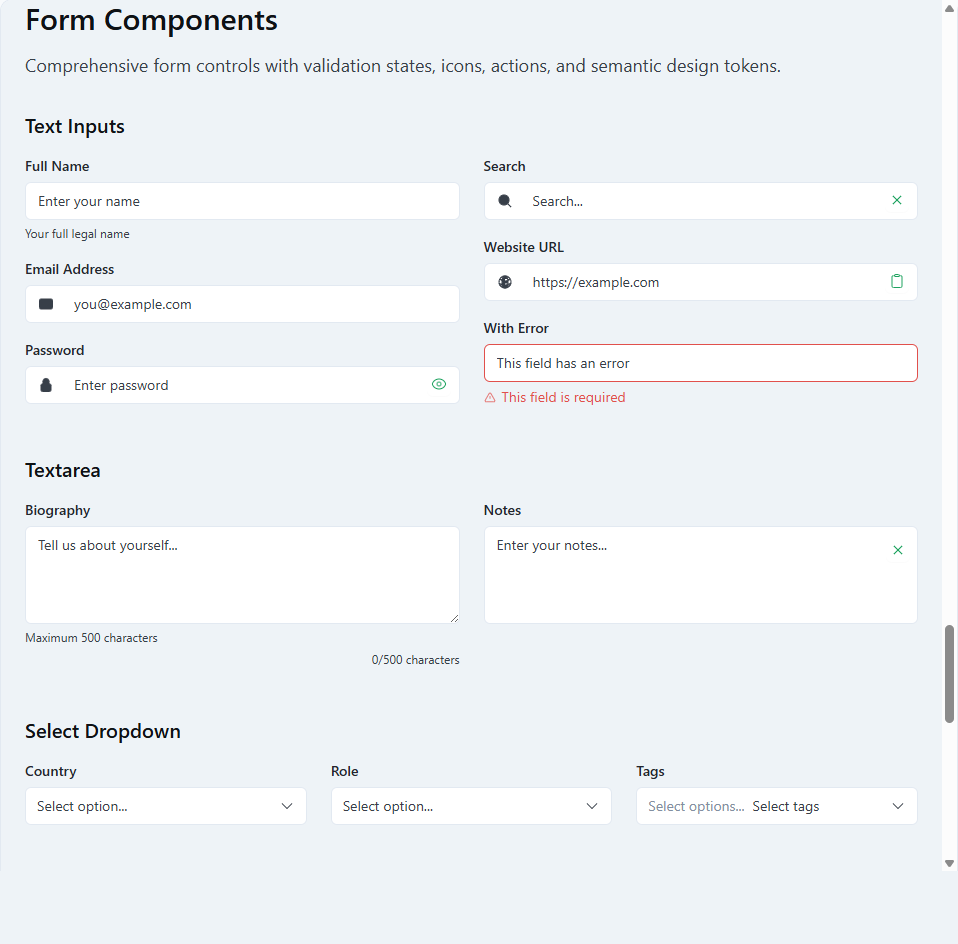 Form Components
Comprehensive form controls with validation states, icons, actions, and semantic design tokens.
Text Inputs
Full Name
Enter your name
Your full legal name
Email Address
you@example.com
Password
Enter password
Search
Search...
Website URL
https://example.com
With Error
This field has an error
This field is required
Textarea
Biography
Tell us about yourself...
Maximum 500 characters
0/500 characters
Notes
Enter your notes...
Select Dropdown
Country
Select option...
Role
Select option...
Tags
Select options... Select tags